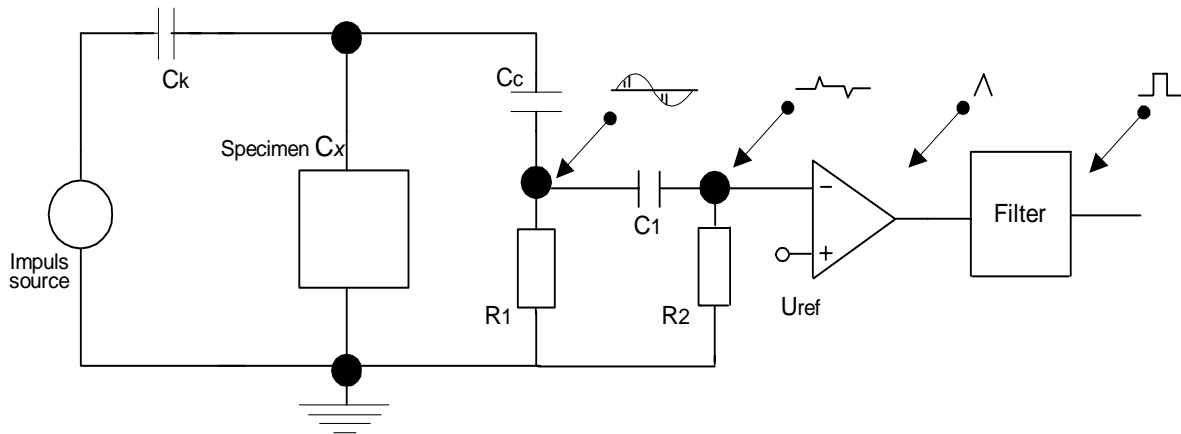 Ck
Cc
Specimen Cx
Impuls
source
C1
R1
R2
−
+
Uref
Filter